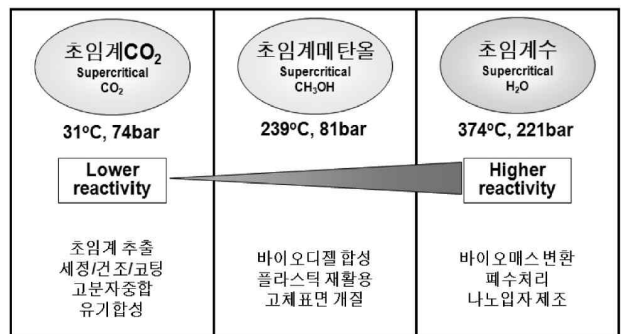 초임계CO₂
Supercritical
CO₂
31°C, 74bar
Lower
reactivity
초임계 추출
세정/건조/코팅
고분자중합
유기합성
초임계메탄올
Supercritical
CH₃OH
239°C, 81bar
바이오디젤 합성
플라스틱 재활용
고체표면 개질
초임계수
Supercritical
H₂O
374°C, 221bar
Higher
reactivity
바이오매스 변환
폐수처리
나노입자 제조